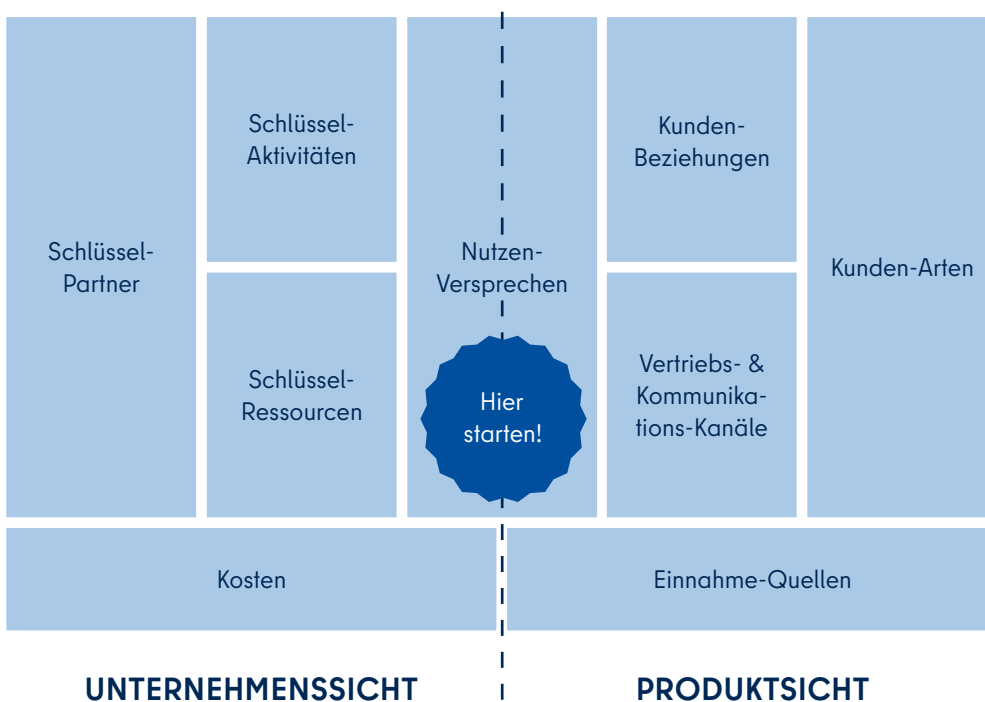 Schlüssel-
Partner
Schlüssel-
Aktivitäten
Schlüssel-
Ressourcen
Nutzen-
Versprechen
Hier
starten!
Kunden-
Beziehungen
Vertriebs- &
Kommunika-
tions-Kanäle
Kunden-Arten
Kosten
Einnahme-Quellen
UNTERNEHMENSSICHT
PRODUKTSICHT